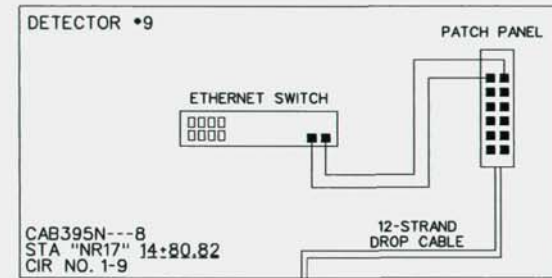 DETECTOR •9
PATCH PANEL
ETHERNET SWITCH
12-STRAND
DROP CABLE
CAB395N---8
STA "NR17" 14+80.82
CIR NO. 1-9